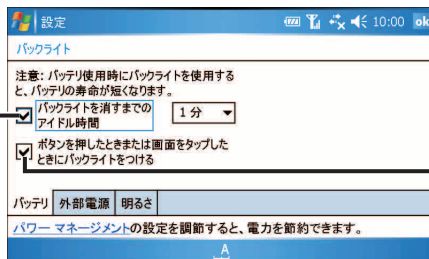 設定 10:00 ok
バックライト
注意: バッテリ使用時にバックライトを使用する
と、バッテリの寿命が短くなります。
バックライトを消すまでの
アイドル時間
1 分
ボタンを押したときまたは画面をタップした
ときにバックライトをつける
バッテリ 外部電源 明るさ
パワー マネージメントの設定を調節すると、電力を節約できます。
A